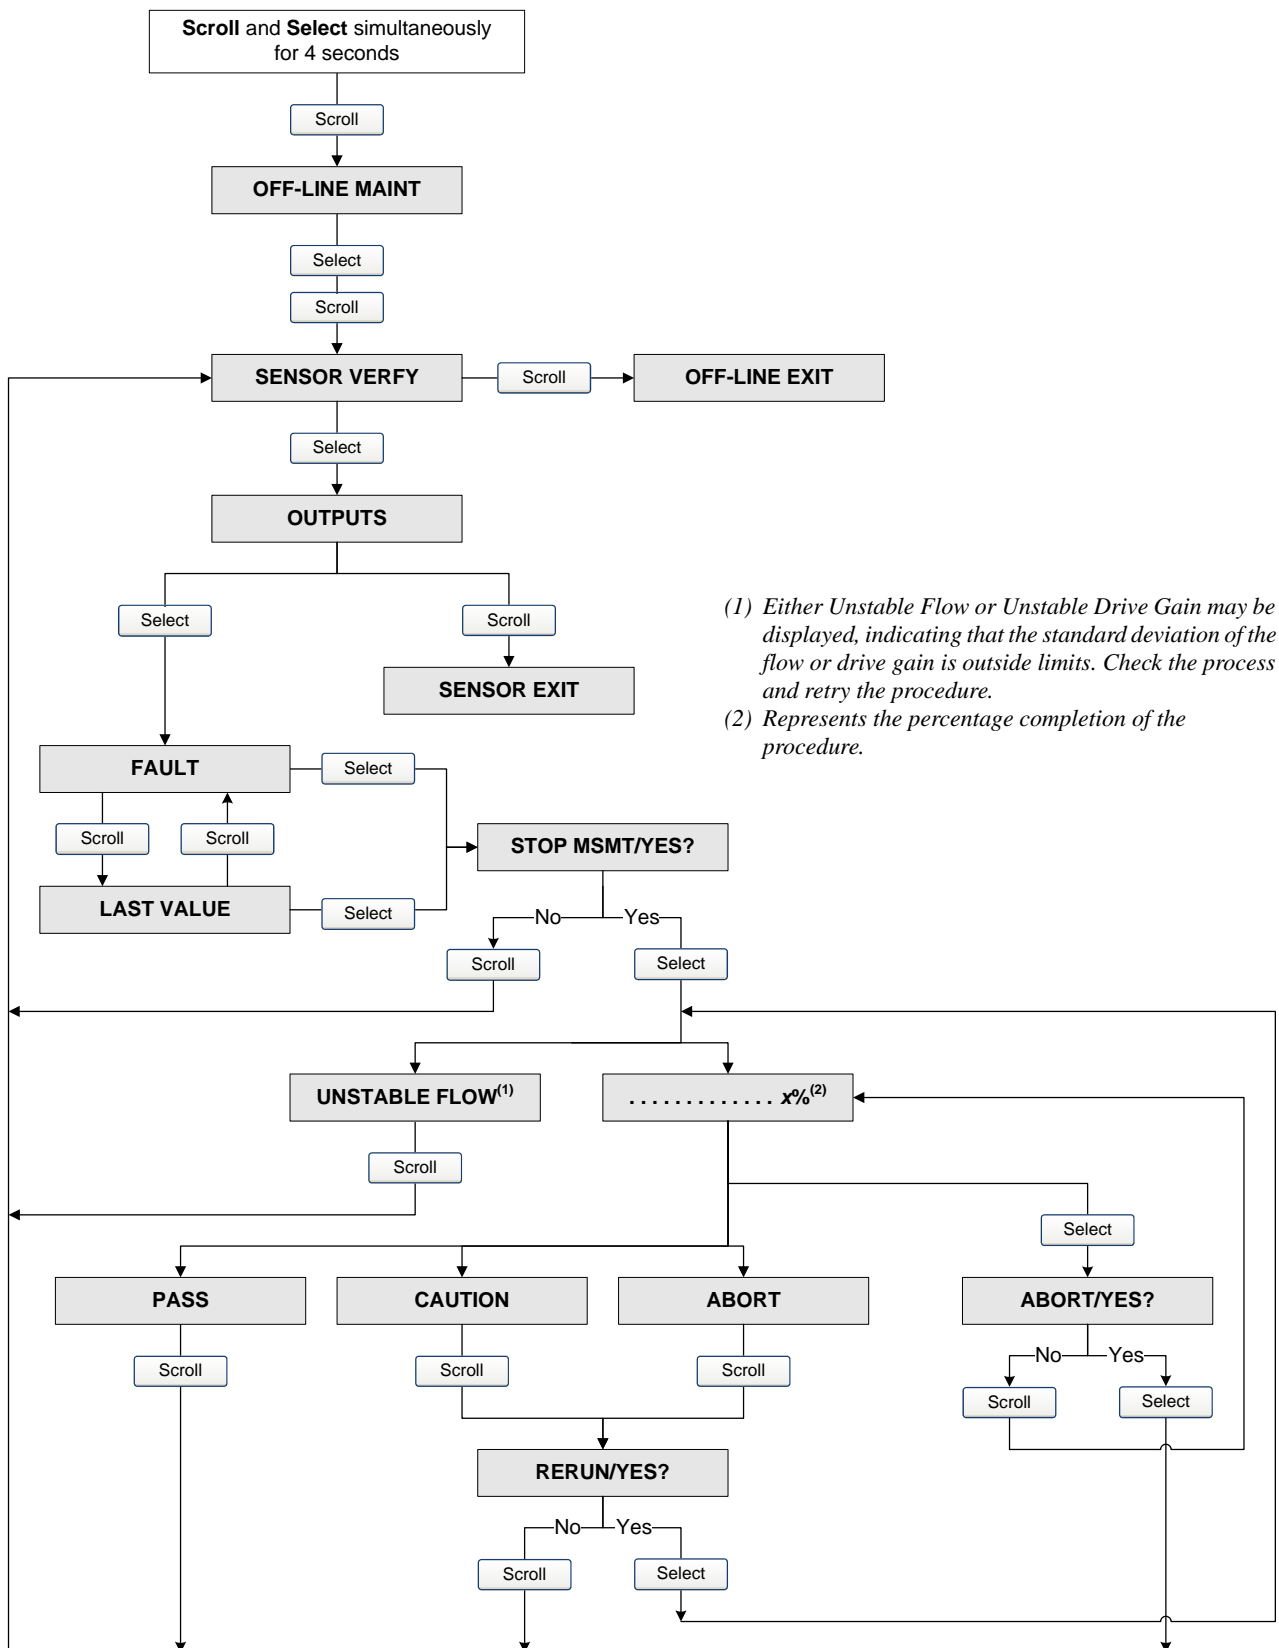 Scroll and Select simultaneously
for 4 seconds
Scroll
OFF-LINE MAINT
Select
Scroll
SENSOR VERFY
Scroll
OFF-LINE EXIT
Select
OUTPUTS
Select
Scroll
SENSOR EXIT
(1) Either Unstable Flow or Unstable Drive Gain may be
displayed, indicating that the standard deviation of the
flow or drive gain is outside limits. Check the process
and retry the procedure.
(2) Represents the percentage completion of the
procedure.
FAULT
Select
Scroll
Scroll
STOP MSMT/YES?
LAST VALUE
Select
No
Yes
Scroll
Select
UNSTABLE FLOW(1)
. . . . . . . . . . . . . x%(2)
Scroll
Select
PASS
CAUTION
ABORT
ABORT/YES?
Scroll
Scroll
Scroll
No
Yes
Scroll
Select
RERUN/YES?
No
Yes
Scroll
Select